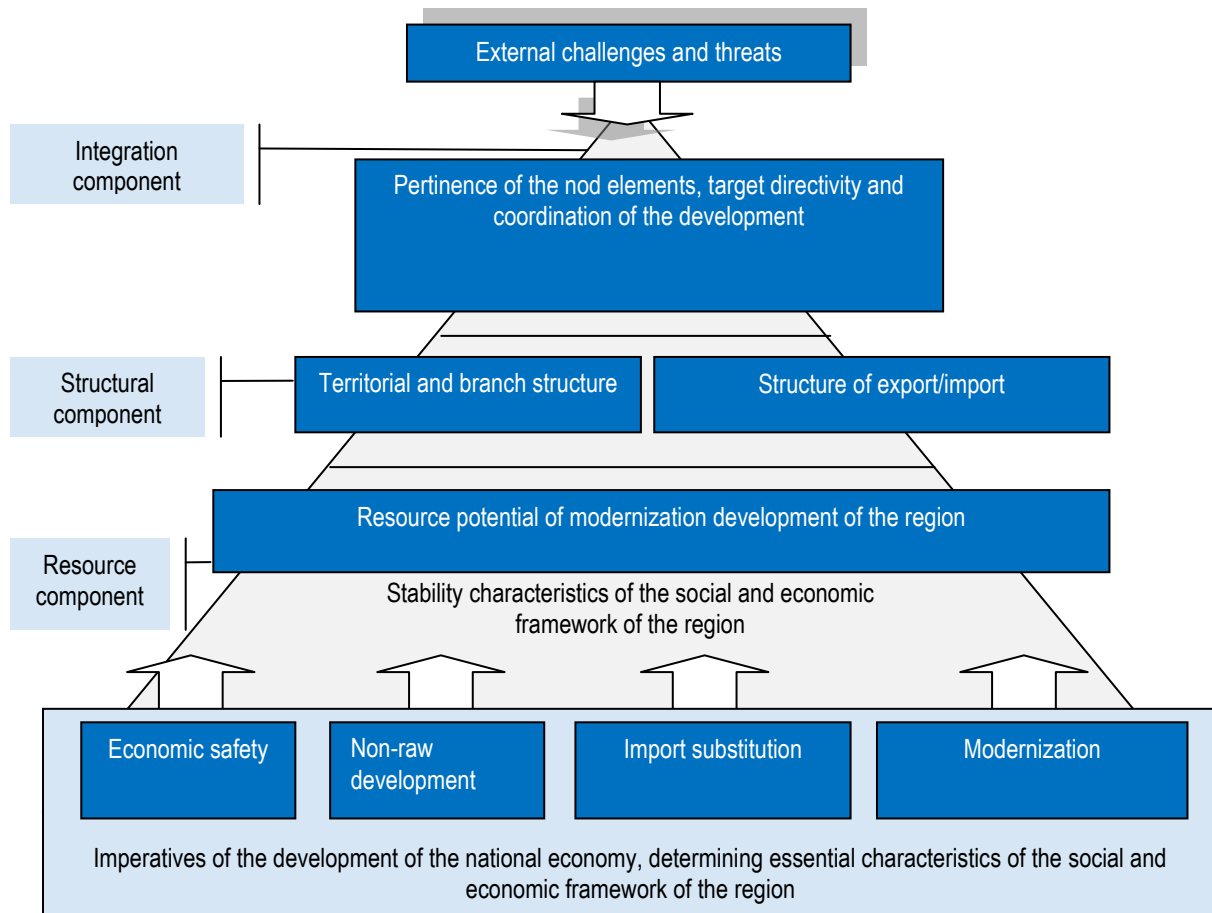 External challenges and threats
Integration
component
Pertinence of the nod elements, target directivity and
coordination of the development
Structural
component
Territorial and branch structure
Structure of export/import
Resource potential of modernization development of the region
Resource
component
Stability characteristics of the social and economic
framework of the region
Economic safety
Non-raw
development
Import substitution
Modernization
Imperatives of the development of the national economy, determining essential characteristics of the social and
economic framework of the region